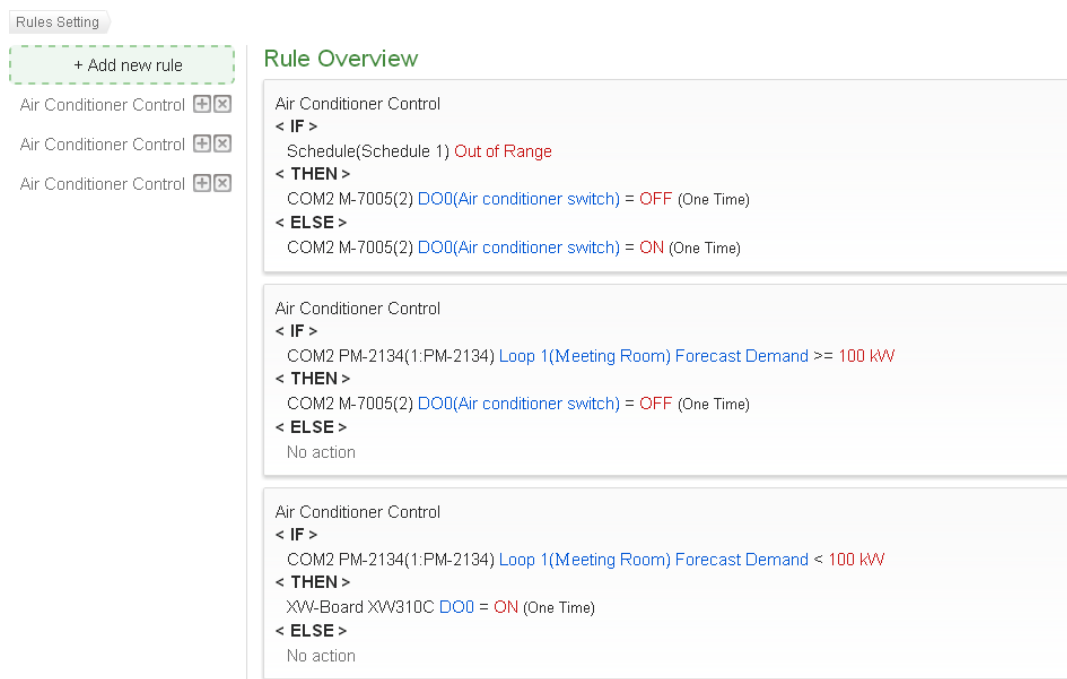 Rules Setting
+ Add new rule
Air Conditioner Control
Air Conditioner Control
Air Conditioner Control
Rule Overview
Air Conditioner Control
< IF >
Schedule(Schedule 1) Out of Range
< THEN >
COM2 M-7005(2) DO0(Air conditioner switch) = OFF (One Time)
< ELSE >
COM2 M-7005(2) DO0(Air conditioner switch) = ON (One Time)
Air Conditioner Control
< IF >
COM2 PM-2134(1:PM-2134) Loop 1(Meeting Room) Forecast Demand >= 100 kW
< THEN >
COM2 M-7005(2) DO0(Air conditioner switch) = OFF (One Time)
< ELSE >
No action
Air Conditioner Control
< IF >
COM2 PM-2134(1:PM-2134) Loop 1(Meeting Room) Forecast Demand < 100 kW
< THEN >
XW-Board XW310C DO0 = ON (One Time)
< ELSE >
No action